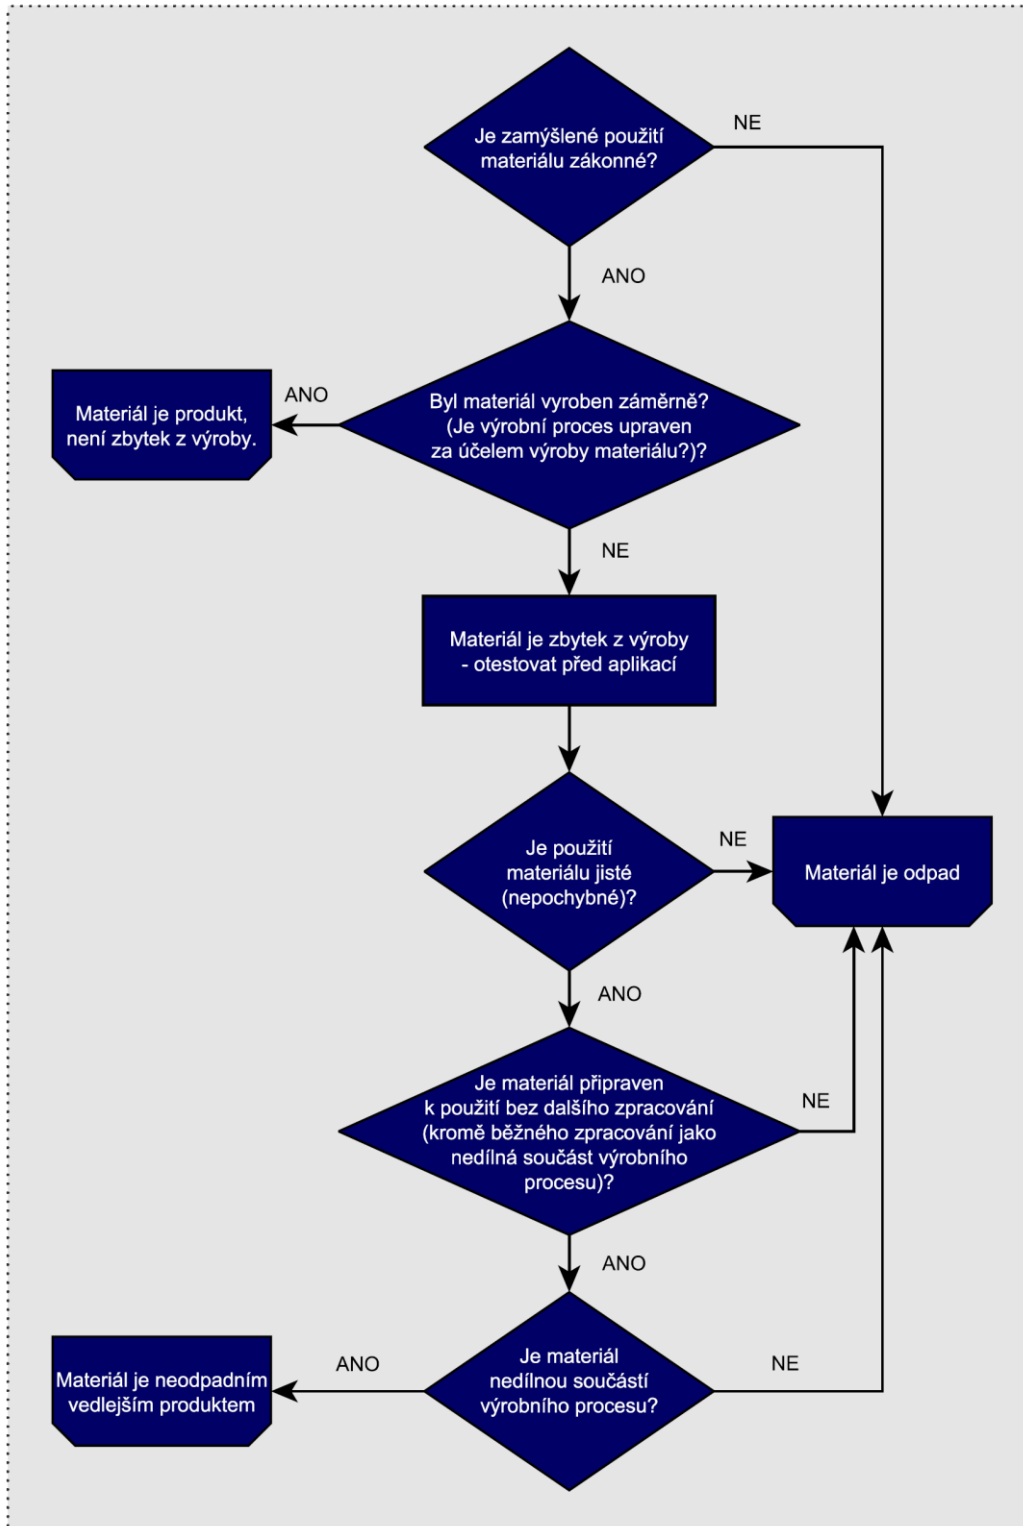 Je zamýšlené použití
materiálu zákonné?
NE
ANO
Byl materiál vyroben záměrně?
(Je výrobní proces upraven
za účelem výroby materiálu?)?
ANO
Materiál je produkt,
není zbytek z výroby.
NE
Materiál je zbytek z výroby
- otestovat před aplikací
Je použití
materiálu jisté
(nepochybné)?
NE
Materiál je odpad
ANO
Je materiál připraven
k použití bez dalšího zpracování
(kromě běžného zpracování jako
nedílná součást výrobního
procesu)?
NE
ANO
Je materiál
nedílnou součástí
výrobního procesu?
ANO
NE
Materiál je neodpadním
vedlejším produktem